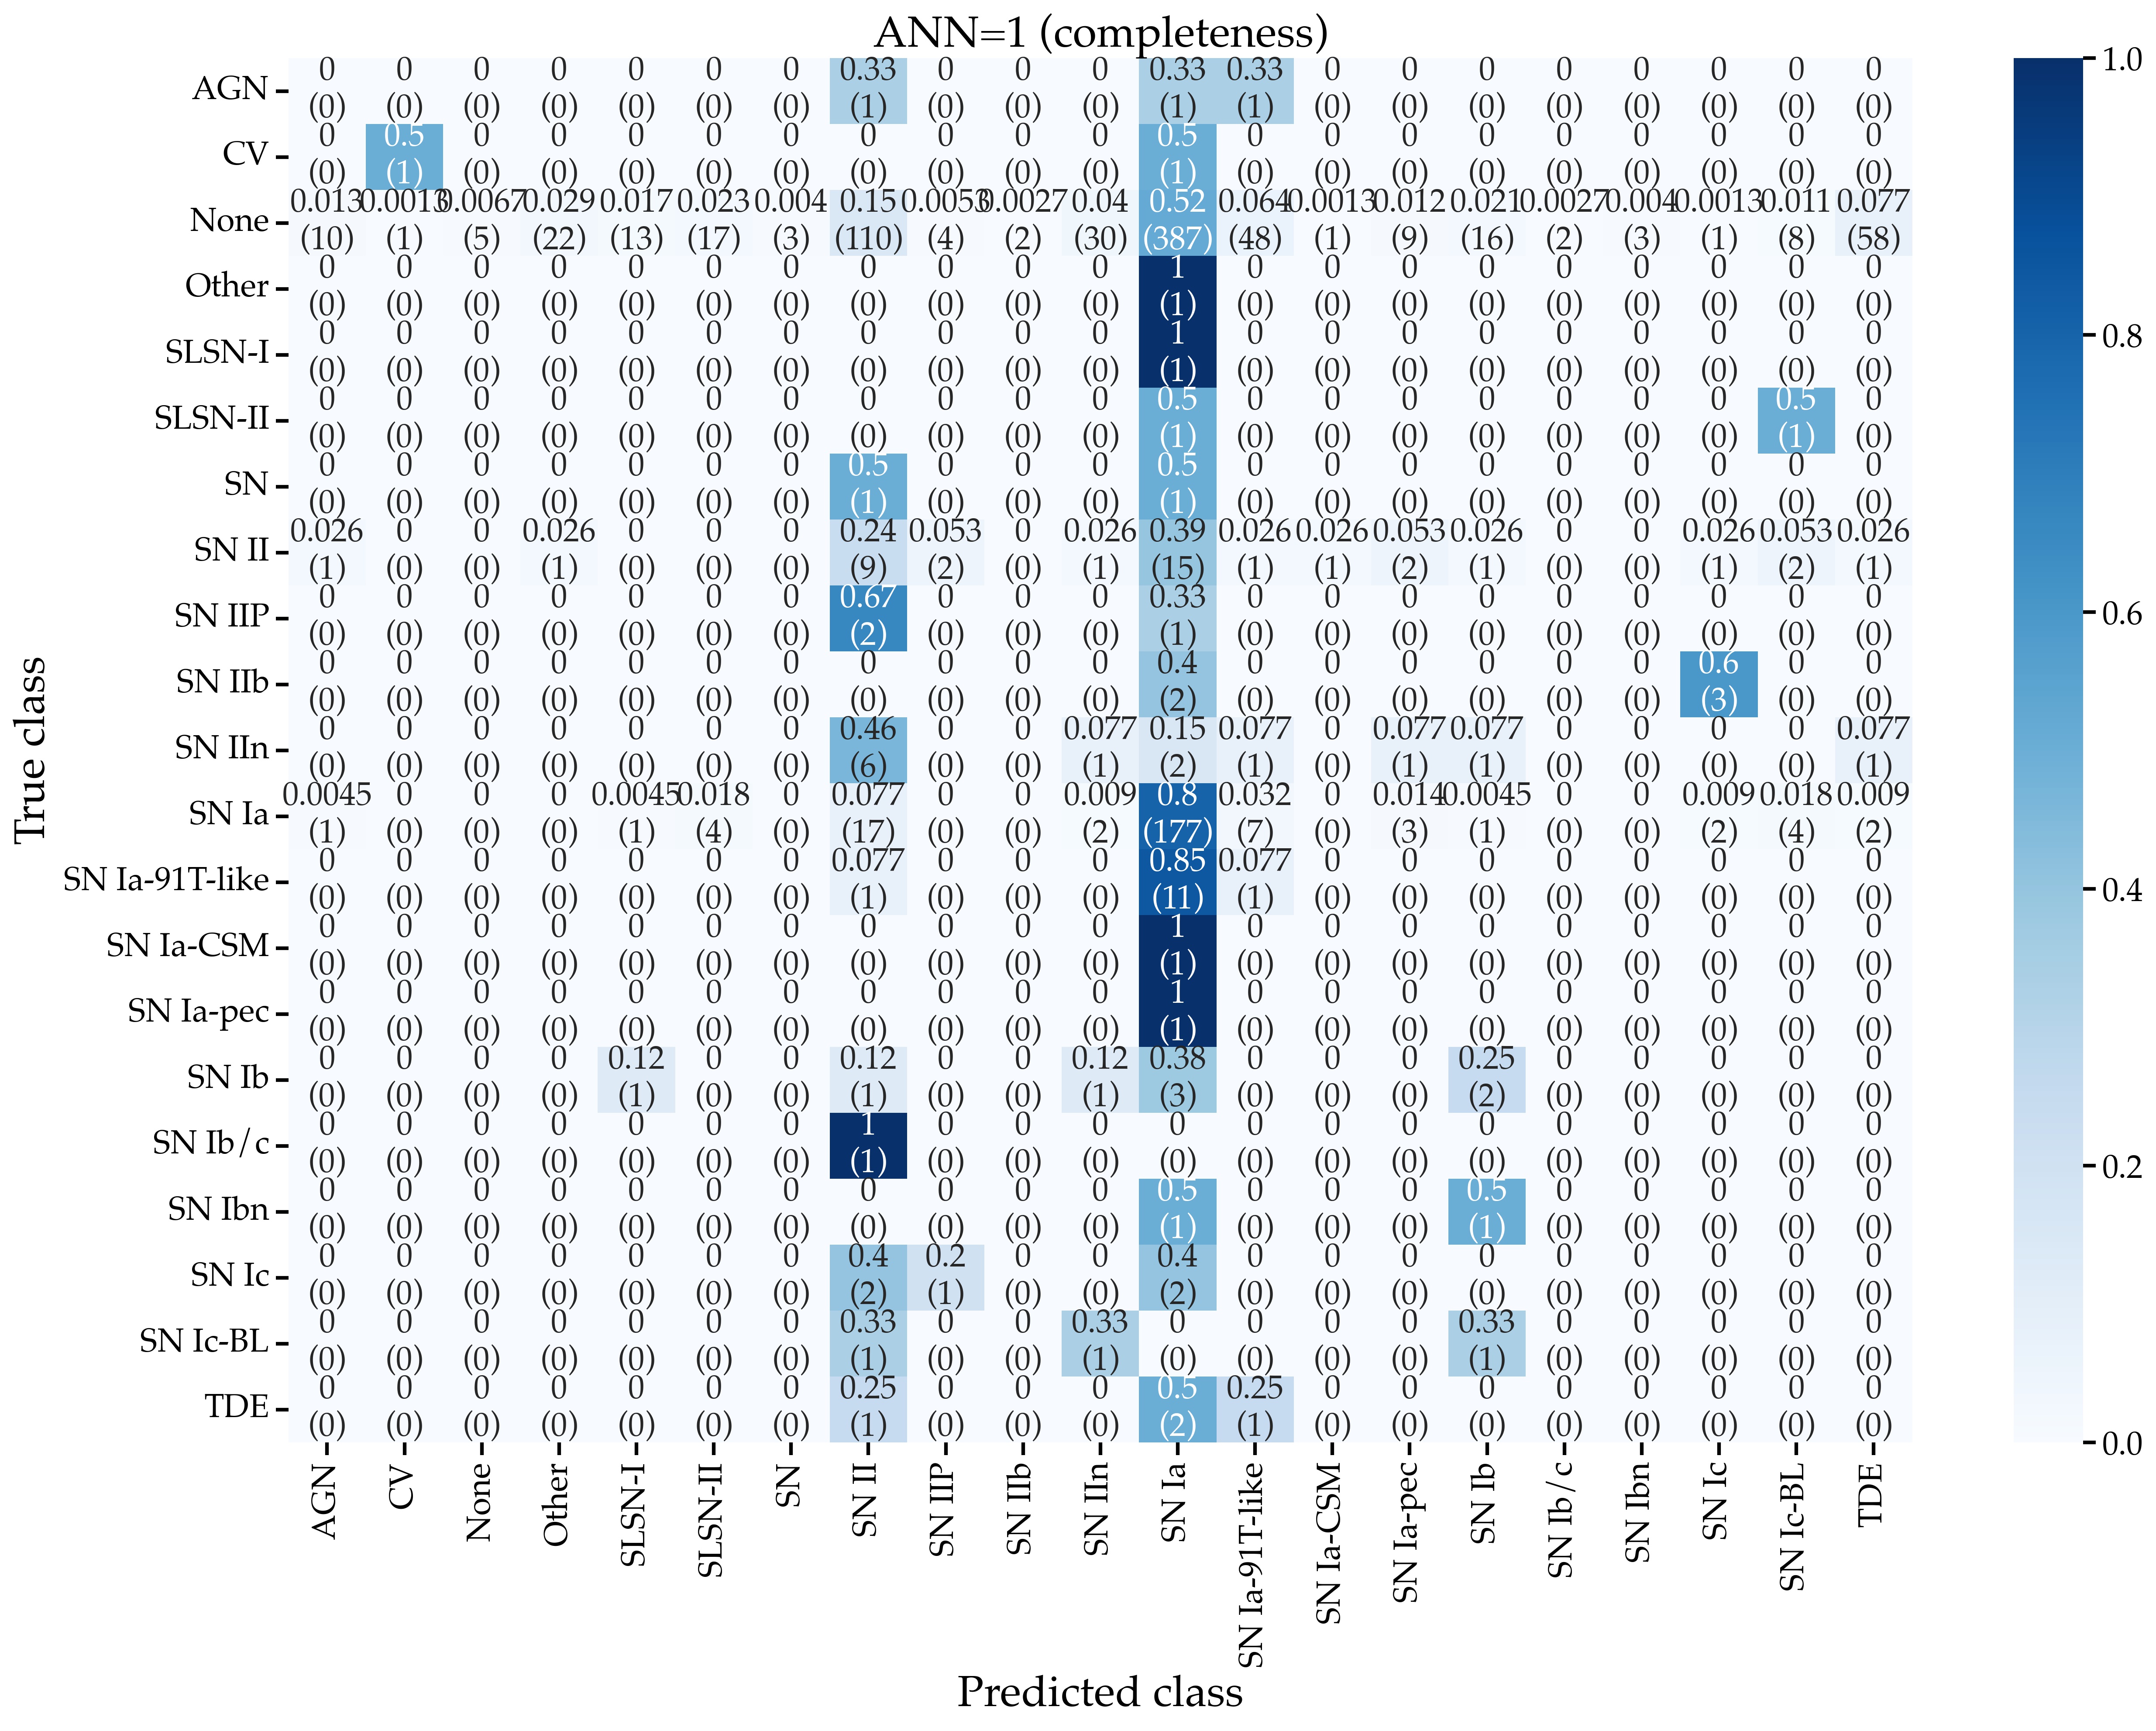 ANN=1 (completeness)
AGN 0 0 0 0 0 0 0 0.33 0 0 0 0.33 0.33 0 0 0 0 0 0 0 0
(0) (0) (0) (0) (0) (0) (0) (1) (0) (0) (0) (1) (1) (0) (0) (0) (0) (0) (0) (0) (0)
CV 0 0.5 0 0 0 0 0 0 0 0 0 0.5 0 0 0 0 0 0 0 0 0
(0) (1) (0) (0) (0) (0) (0) (0) (0) (0) (0) (1) (0) (0) (0) (0) (0) (0) (0) (0) (0)
None 0.013 0.0013 0.0067 0.029 0.017 0.023 0.004 0.15 0.0053 0.0027 0.04 0.52 0.064 0.0013 0.012 0.021 0.0027 0.004 0.0013 0.011 0.077
(10) (1) (5) (22) (13) (17) (3) (110) (4) (2) (30) (387) (48) (1) (9) (16) (2) (3) (1) (8) (58)
Other 0 0 0 0 0 0 0 0 0 0 0 1 0 0 0 0 0 0 0 0 0
(0) (0) (0) (0) (0) (0) (0) (0) (0) (0) (0) (1) (0) (0) (0) (0) (0) (0) (0) (0) (0)
SLSN-I 0 0 0 0 0 0 0 0 0 0 0 1 0 0 0 0 0 0 0 0 0
(0) (0) (0) (0) (0) (0) (0) (0) (0) (0) (0) (1) (0) (0) (0) (0) (0) (0) (0) (0) (0)
SLSN-II 0 0 0 0 0 0 0 0 0 0 0 0.5 0 0 0 0 0 0 0 0.5 0
(0) (0) (0) (0) (0) (0) (0) (0) (0) (0) (0) (1) (0) (0) (0) (0) (0) (0) (0) (1) (0)
SN 0 0 0 0 0 0 0 0.5 0 0 0 0.5 0 0 0 0 0 0 0 0 0
(0) (0) (0) (0) (0) (0) (0) (1) (0) (0) (0) (1) (0) (0) (0) (0) (0) (0) (0) (0) (0)
SN II 0.026 0 0 0.026 0 0 0 0.24 0.053 0 0.026 0.39 0.026 0.026 0.053 0.026 0 0 0.026 0.053 0.026
(1) (0) (0) (1) (0) (0) (0) (9) (2) (0) (1) (15) (1) (1) (2) (1) (0) (0) (1) (2) (1)
SN IIP 0 0 0 0 0 0 0 0.67 0 0 0 0.33 0 0 0 0 0 0 0 0 0
(0) (0) (0) (0) (0) (0) (0) (2) (0) (0) (0) (1) (0) (0) (0) (0) (0) (0) (0) (0) (0)
SN IIb 0 0 0 0 0 0 0 0 0 0 0 0.4 0 0 0 0 0 0 0.6 0 0
(0) (0) (0) (0) (0) (0) (0) (0) (0) (0) (0) (2) (0) (0) (0) (0) (0) (0) (3) (0) (0)
SN IIn 0 0 0 0 0 0 0 0.46 0 0 0.077 0.15 0.077 0 0.077 0.077 0 0 0 0 0.077
(0) (0) (0) (0) (0) (0) (0) (6) (0) (0) (1) (2) (1) (0) (1) (1) (0) (0) (0) (0) (1)
SN Ia 0.0045 0 0 0 0.0045 0.018 0 0.077 0 0 0.009 0.8 0.032 0 0.014 0.0045 0 0 0.009 0.018 0.009
(1) (0) (0) (0) (1) (4) (0) (17) (0) (0) (2) (177) (7) (0) (3) (1) (0) (0) (2) (4) (2)
SN Ia-91T-like 0 0 0 0 0 0 0 0.077 0 0 0 0.85 0.077 0 0 0 0 0 0 0 0
(0) (0) (0) (0) (0) (0) (0) (1) (0) (0) (0) (11) (1) (0) (0) (0) (0) (0) (0) (0) (0)
SN Ia-CSM 0 0 0 0 0 0 0 0 0 0 0 1 0 0 0 0 0 0 0 0 0
(0) (0) (0) (0) (0) (0) (0) (0) (0) (0) (0) (1) (0) (0) (0) (0) (0) (0) (0) (0) (0)
SN Ia-pec 0 0 0 0 0 0 0 0 0 0 0 1 0 0 0 0 0 0 0 0 0
(0) (0) (0) (0) (0) (0) (0) (0) (0) (0) (0) (1) (0) (0) (0) (0) (0) (0) (0) (0) (0)
SN Ib 0 0 0 0 0.12 0 0 0.12 0 0 0.12 0.38 0 0 0 0.25 0 0 0 0 0
(0) (0) (0) (0) (1) (0) (0) (1) (0) (0) (1) (3) (0) (0) (0) (2) (0) (0) (0) (0) (0)
SN Ib/c 0 0 0 0 0 0 0 1 0 0 0 0 0 0 0 0 0 0 0 0 0
(0) (0) (0) (0) (0) (0) (0) (1) (0) (0) (0) (0) (0) (0) (0) (0) (0) (0) (0) (0) (0)
SN Ibn 0 0 0 0 0 0 0 0 0 0 0 0.5 0 0 0 0.5 0 0 0 0 0
(0) (0) (0) (0) (0) (0) (0) (0) (0) (0) (0) (1) (0) (0) (0) (1) (0) (0) (0) (0) (0)
SN Ic 0 0 0 0 0 0 0 0.4 0.2 0 0 0.4 0 0 0 0 0 0 0 0 0
(0) (0) (0) (0) (0) (0) (0) (2) (1) (0) (0) (2) (0) (0) (0) (0) (0) (0) (0) (0) (0)
SN Ic-BL 0 0 0 0 0 0 0 0.33 0 0 0.33 0 0 0 0 0.33 0 0 0 0 0
(0) (0) (0) (0) (0) (0) (0) (1) (0) (0) (1) (0) (0) (0) (0) (1) (0) (0) (0) (0) (0)
TDE 0 0 0 0 0 0 0 0.25 0 0 0 0.5 0.25 0 0 0 0 0 0 0 0
(0) (0) (0) (0) (0) (0) (0) (1) (0) (0) (0) (2) (1) (0) (0) (0) (0) (0) (0) (0) (0)
True class
AGN
CV
None
Other
SLSN-I
SLSN-II
SN
SN II
SN IIP
SN IIb
SN IIn
SN Ia
SN Ia-91T-like
SN Ia-CSM
SN Ia-pec
SN Ib
SN Ib/c
SN Ibn
SN Ic
SN Ic-BL
TDE
Predicted class
1.0
0.8
0.6
0.4
0.2
0.0